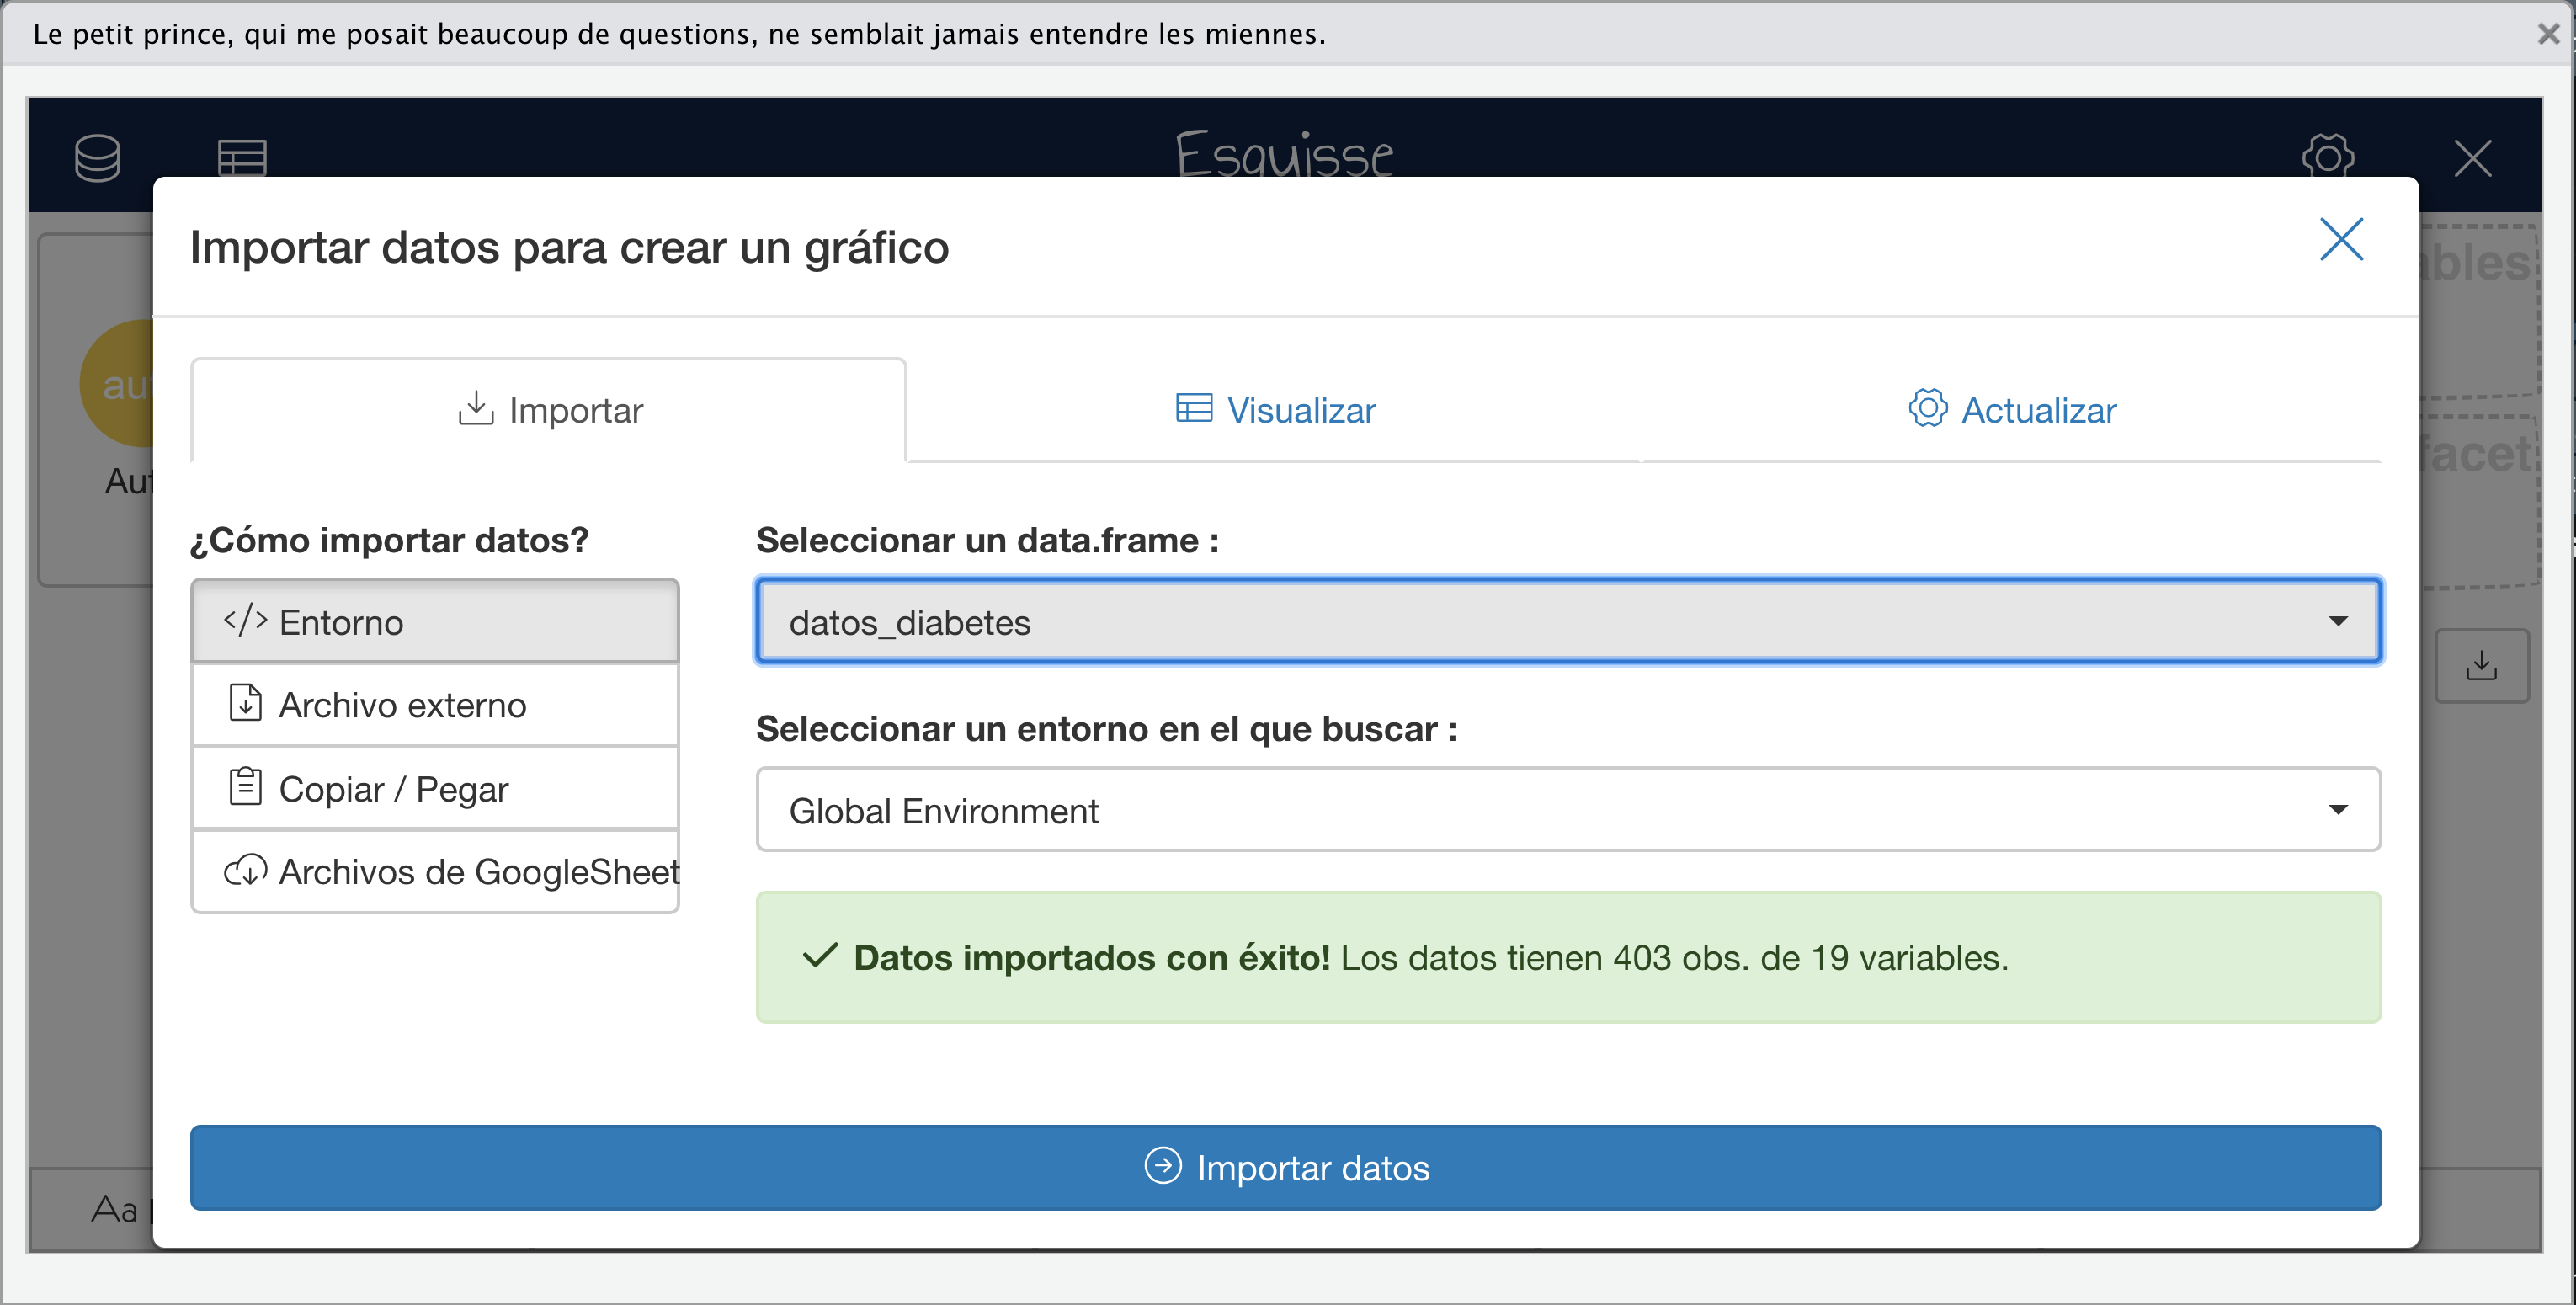 Le petit prince, qui me posait beaucoup de questions, ne semblait jamais entendre les miennes.
Esquisse
Importar datos para crear un gráfico
Importar
Visualizar
Actualizar
¿Cómo importar datos?
Entorno
Archivo externo
Copiar / Pegar
Archivos de GoogleSheet
Seleccionar un data.frame :
datos_diabetes
Seleccionar un entorno en el que buscar :
Global Environment
Datos importados con éxito! Los datos tienen 403 obs. de 19 variables.
Importar datos
facet
Aa